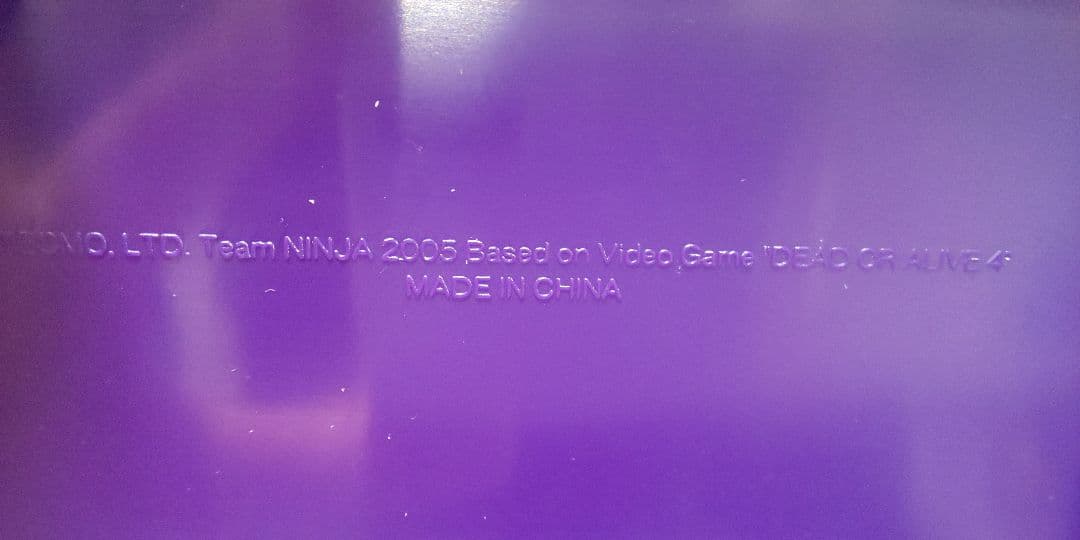 LTD. Team NINJA 2005 Based on Video Game "DEAD OR ALIVE 4"
MADE IN CHINA